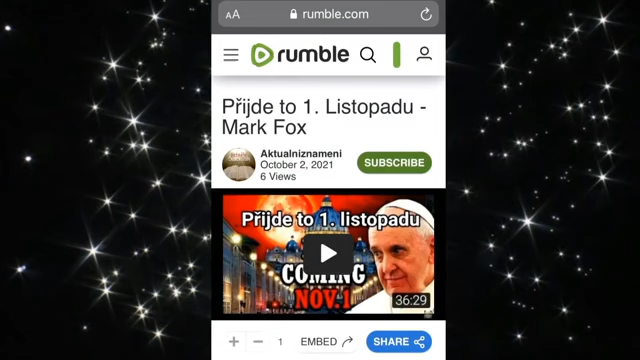 AA rumble.com
rumble
Přijde to 1. Listopadu -
Mark Fox
Aktualniznameni
October 2, 2021
6 Views
SUBSCRIBE
Přijde to 1. listopadu
COMING
NOV.1
36:29
+ − 1 EMBED SHARE